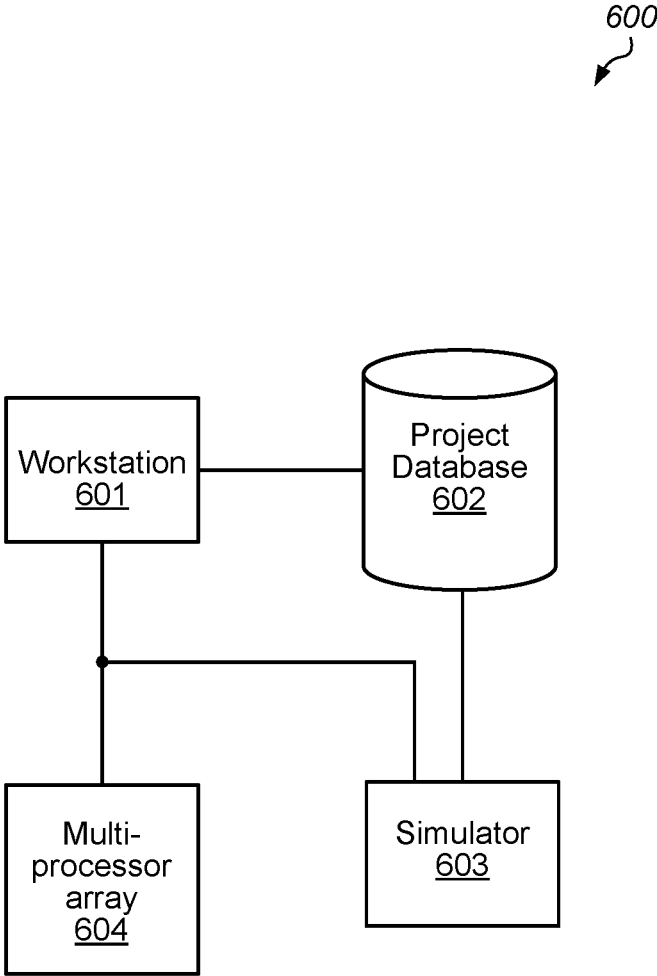 600
Workstation
601
Project
Database
602
Multi-
processor
array
604
Simulator
603